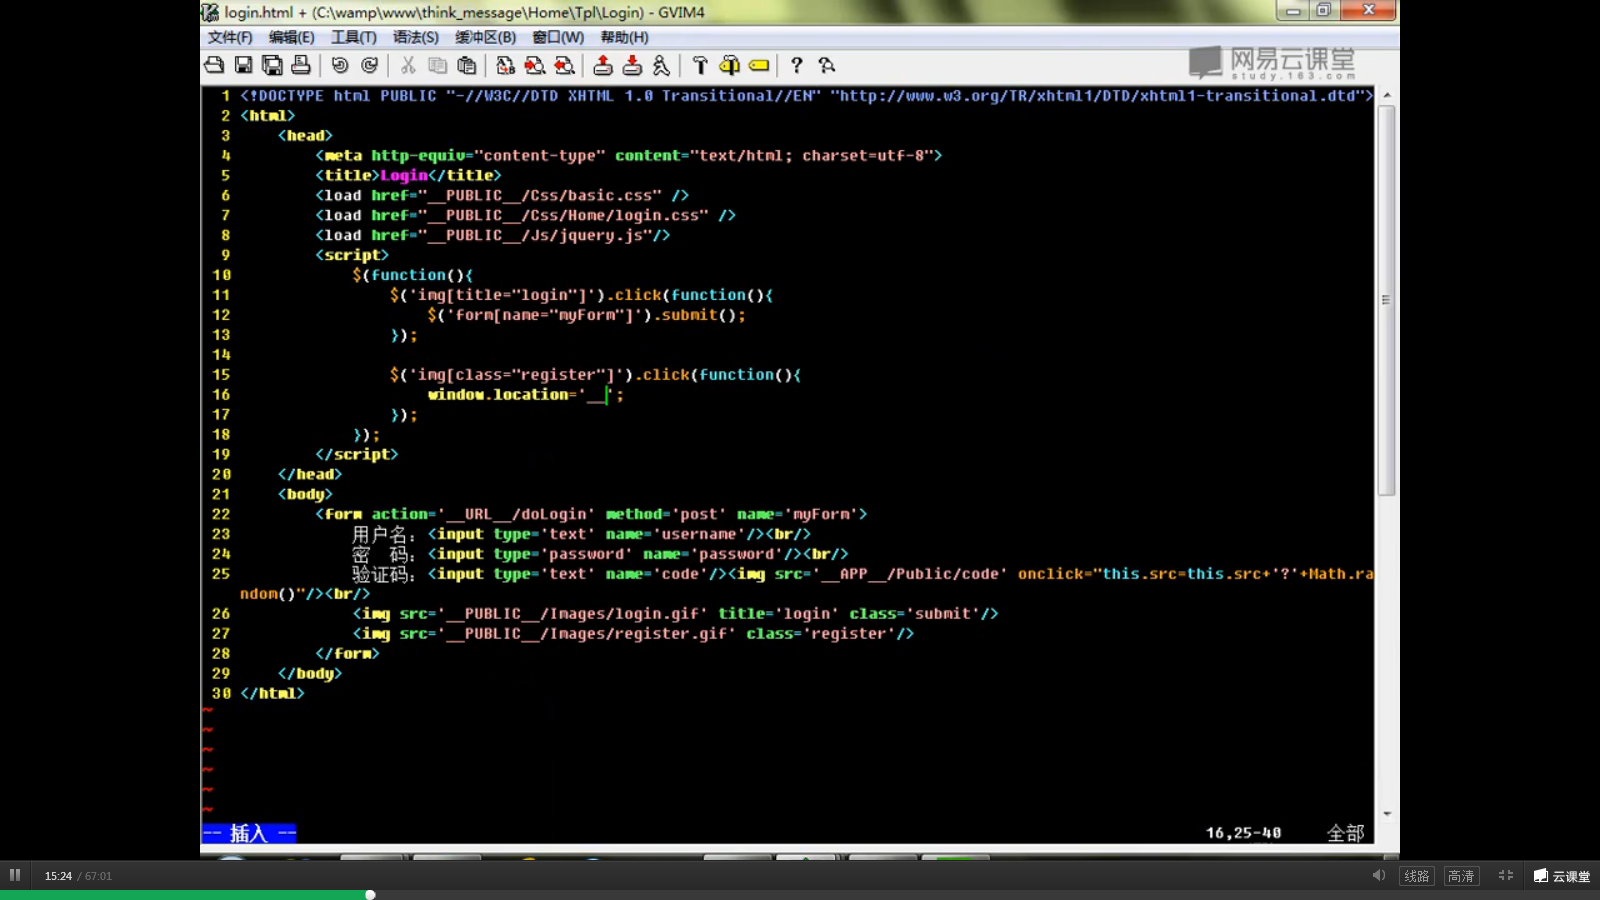 login.html + (C:\wamp\www\think_message\Home\Tpl\Login) - GVIM4
文件(F) 编辑(E) 工具(T) 语法(S) 缓冲区(B) 窗口(W) 帮助(H)
网易云课堂
study.163.com
1 <!DOCTYPE html PUBLIC "-//W3C//DTD XHTML 1.0 Transitional//EN" "http://www.w3.org/TR/xhtml1/DTD/xhtml1-transitional.dtd">
2 <html>
3     <head>
4         <meta http-equiv="content-type" content="text/html; charset=utf-8">
5         <title>Login</title>
6         <load href="__PUBLIC__/Css/basic.css" />
7         <load href="__PUBLIC__/Css/Home/login.css" />
8         <load href="__PUBLIC__/Js/jquery.js"/>
9         <script>
10             $(function(){
11                 $('img[title="login"]').click(function(){
12                     $('form[name="myForm"]').submit();
13                 });
14
15                 $('img[class="register"]').click(function(){
16                     window.location='__';
17                 });
18             });
19         </script>
20     </head>
21     <body>
22         <form action='__URL__/doLogin' method='post' name='myForm'>
23             用户名：<input type='text' name='username'/><br/>
24             密　码：<input type='password' name='password'/><br/>
25             验证码：<input type='text' name='code'/><img src='__APP__/Public/code' onclick="this.src=this.src+'?'+Math.ra
ndom()"/><br/>
26             <img src='__PUBLIC__/Images/login.gif' title='login' class='submit'/>
27             <img src='__PUBLIC__/Images/register.gif' class='register'/>
28         </form>
29     </body>
30 </html>
~
~
~
~
~
~
-- 插入 -- 16,25-40 全部
15:24 / 67:01 线路 高清 云课堂